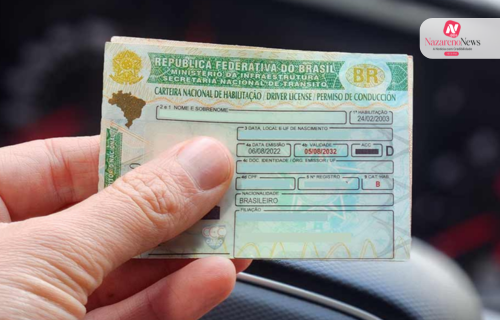 NazarenoNews
REPÚBLICA FEDERATIVA DO BRASIL
MINISTÉRIO DA INFRAESTRUTURA
SECRETARIA NACIONAL DE TRÂNSITO
BR
CARTEIRA NACIONAL DE HABILITAÇÃO / DRIVER LICENSE / PERMISO DE CONDUCCIÓN
2 e 1. NOME E SOBRENOME
1ª HABILITAÇÃO
24/02/2003
3 DATA, LOCAL E UF DE NASCIMENTO
4a DATA EMISSÃO
06/08/2022
4b VALIDADE
05/08/2032
ACC
D
4c DOC. IDENTIDADE / ÓRG. EMISSOR / UF
4d CPF
5 Nº REGISTRO
9 CAT. HAB.
B
NACIONALIDADE
BRASILEIRO
FILIAÇÃO